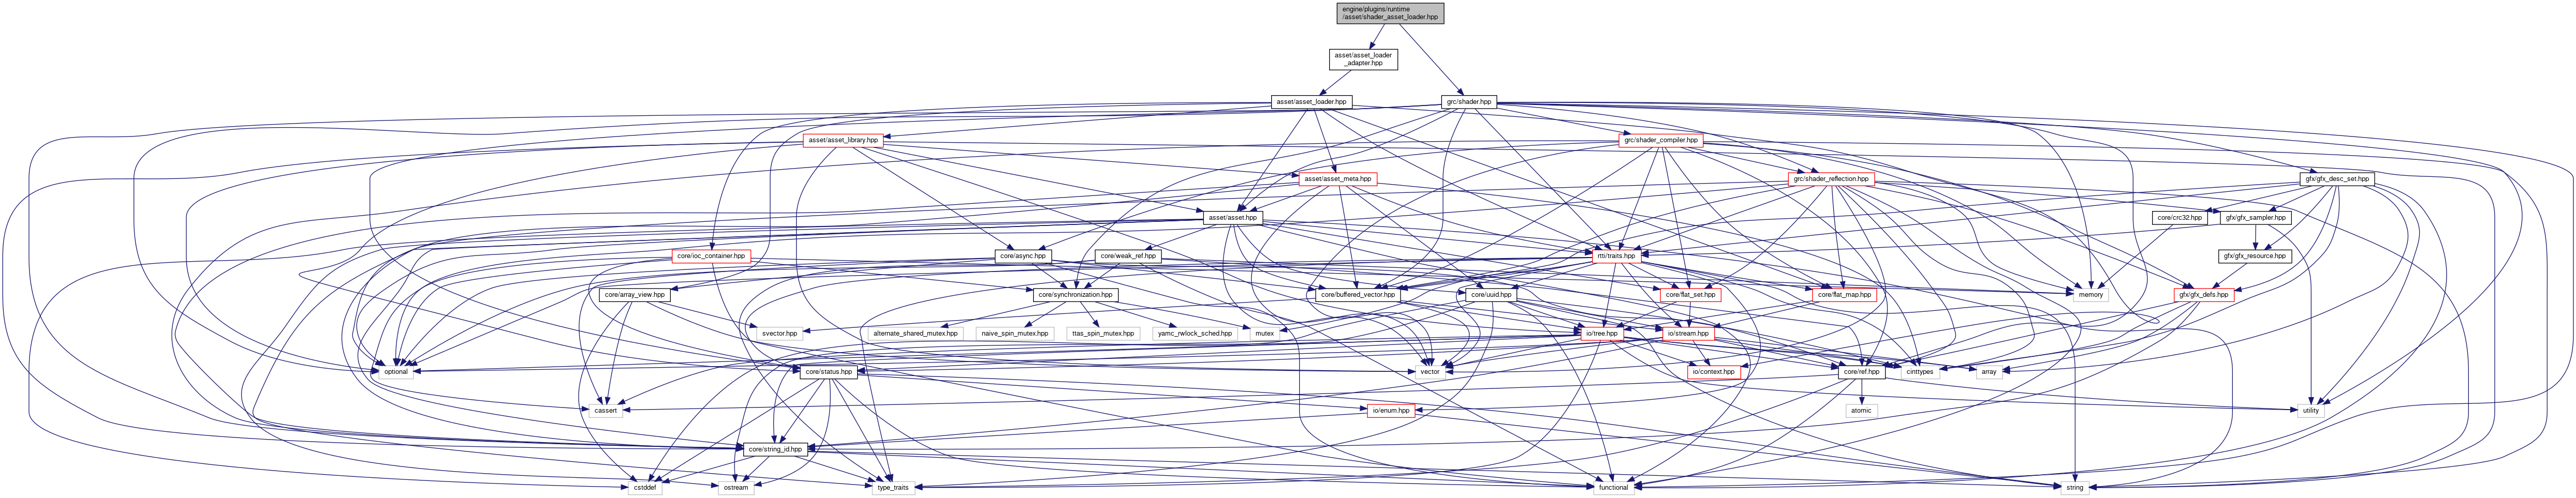 engine/plugins/runtime
/asset/shader_asset_loader.hpp
asset/asset_loader
_adapter.hpp
asset/asset_loader.hpp
grc/shader.hpp
asset/asset_library.hpp
grc/shader_compiler.hpp
asset/asset_meta.hpp
grc/shader_reflection.hpp
gfx/gfx_desc_set.hpp
asset/asset.hpp
core/crc32.hpp
gfx/gfx_sampler.hpp
core/ioc_container.hpp
core/async.hpp
core/weak_ref.hpp
rtti/traits.hpp
gfx/gfx_resource.hpp
core/array_view.hpp
core/synchronization.hpp
core/buffered_vector.hpp
core/uuid.hpp
core/flat_set.hpp
core/flat_map.hpp
memory
gfx/gfx_defs.hpp
svector.hpp
alternate_shared_mutex.hpp
naive_spin_mutex.hpp
ttas_spin_mutex.hpp
yamc_rwlock_sched.hpp
mutex
io/tree.hpp
io/stream.hpp
optional
core/status.hpp
vector
io/context.hpp
core/ref.hpp
cinttypes
array
cassert
io/enum.hpp
atomic
utility
core/string_id.hpp
cstddef
ostream
type_traits
functional
string